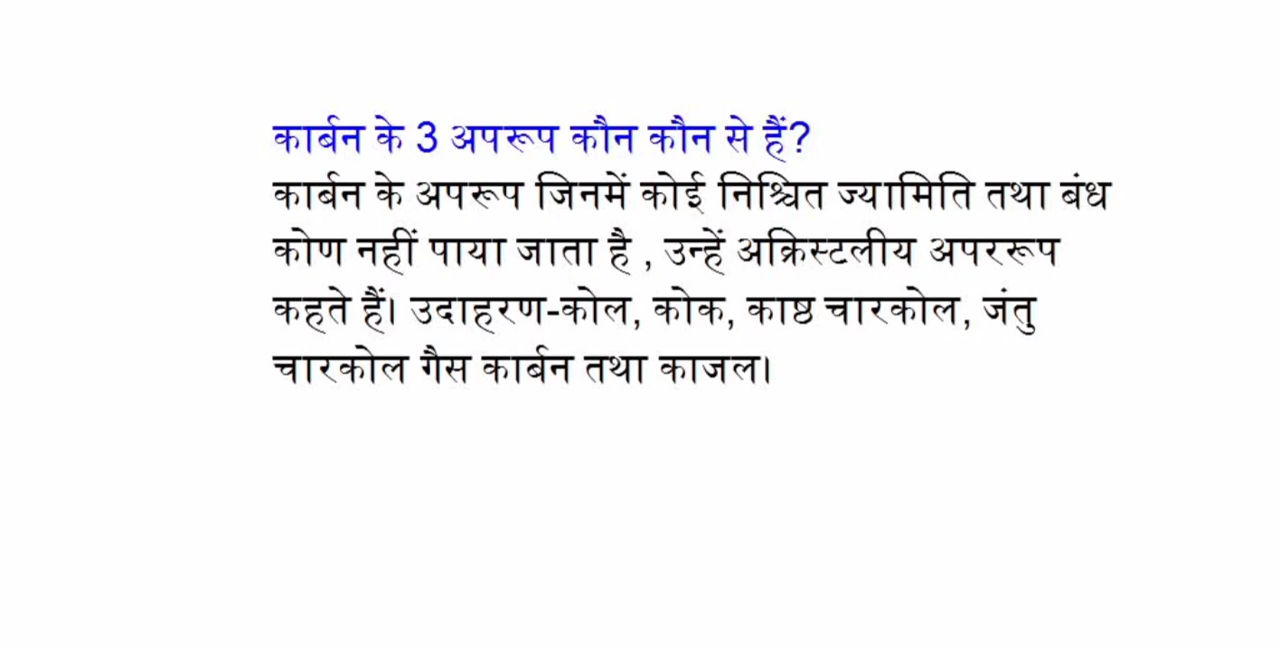 कार्बन के 3 अपरूप कौन कौन से हैं?
कार्बन के अपरूप जिनमें कोई निश्चित ज्यामिति तथा बंध
कोण नहीं पाया जाता है , उन्हें अक्रिस्टलीय अपररूप
कहते हैं। उदाहरण-कोल, कोक, काष्ठ चारकोल, जंतु
चारकोल गैस कार्बन तथा काजल।